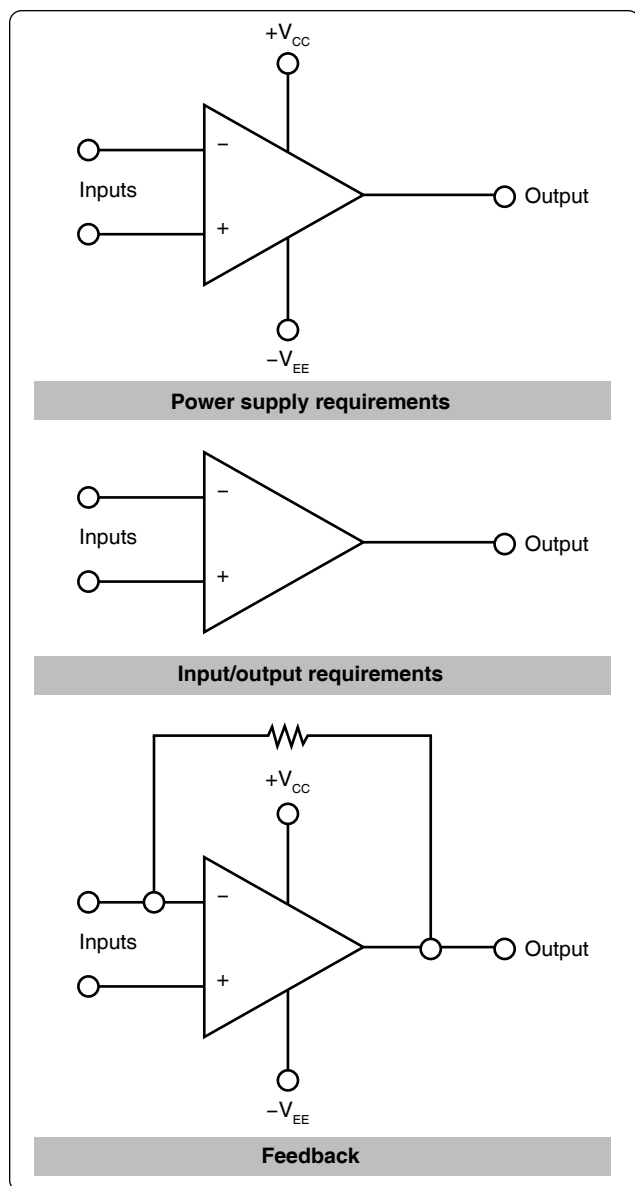 +V_CC
−
Inputs
+
Output
−V_EE
Power supply requirements
−
Inputs
+
Output
Input/output requirements
+V_CC
−
Inputs
+
Output
−V_EE
Feedback